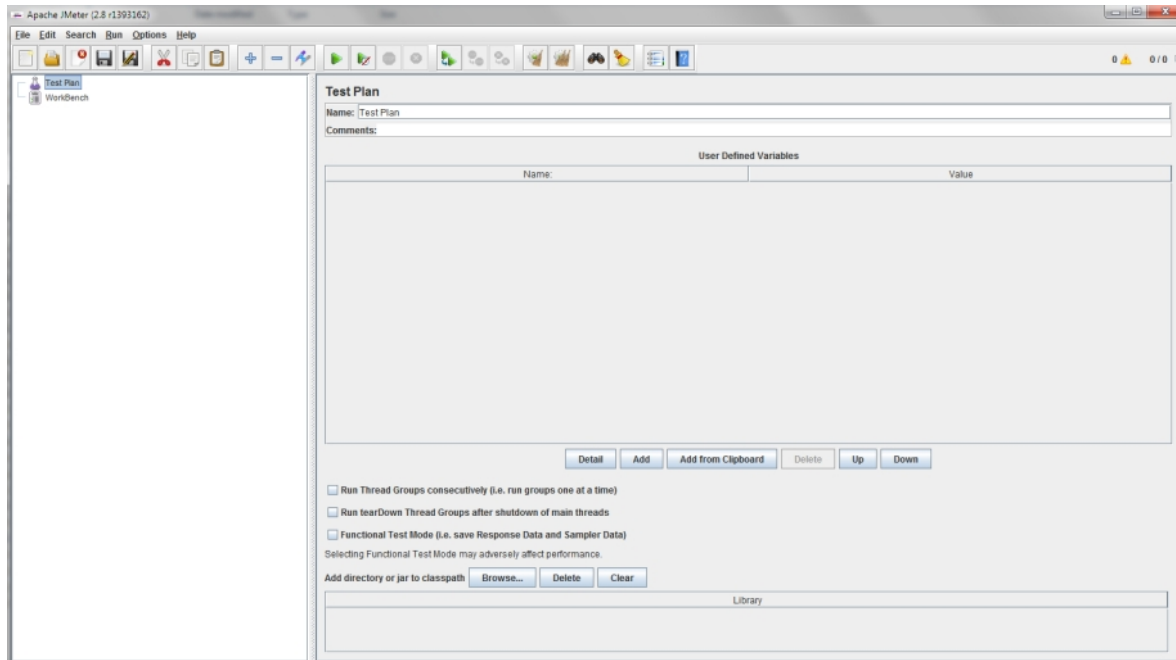 Apache JMeter (2.8 r1393162)
File Edit Search Run Options Help
0 0 / 0
Test Plan
WorkBench
Test Plan
Name: Test Plan
Comments:
User Defined Variables
Name: Value
Detail Add Add from Clipboard Delete Up Down
Run Thread Groups consecutively (i.e. run groups one at a time)
Run tearDown Thread Groups after shutdown of main threads
Functional Test Mode (i.e. save Response Data and Sampler Data)
Selecting Functional Test Mode may adversely affect performance.
Add directory or jar to classpath Browse... Delete Clear
Library